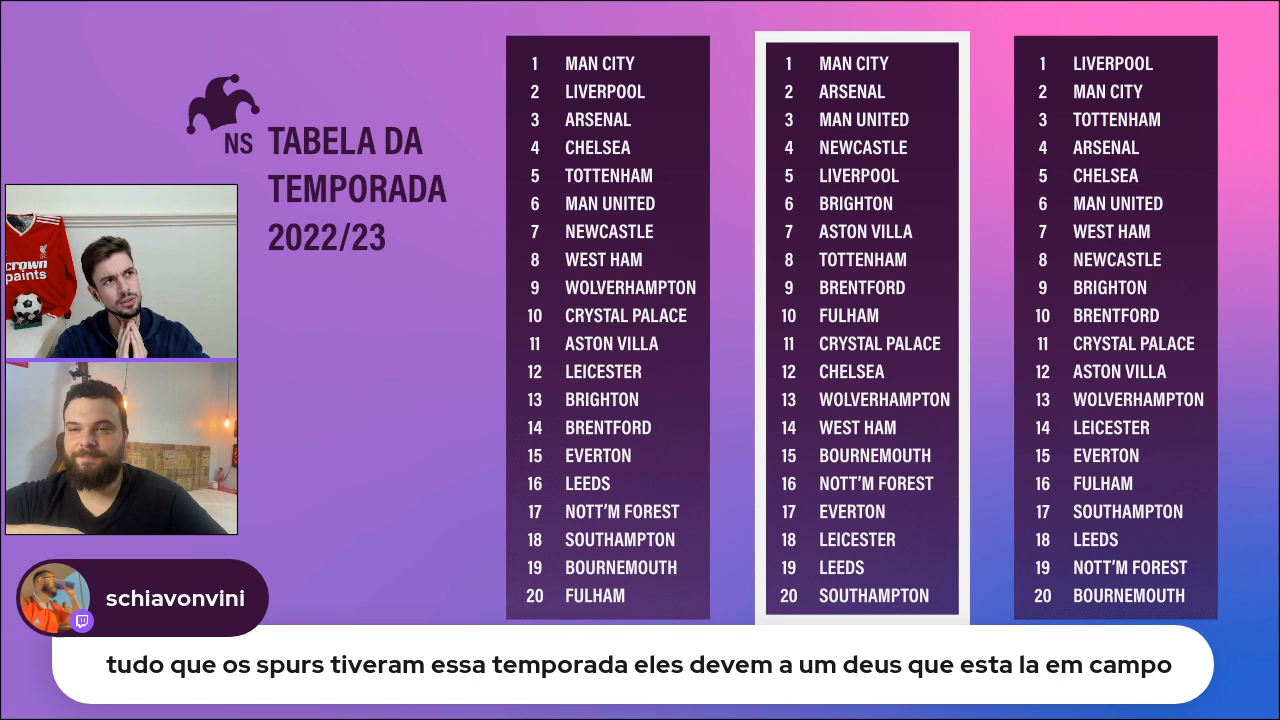 NS
TABELA DA
TEMPORADA
2022/23
crown
paints
1 MAN CITY
2 LIVERPOOL
3 ARSENAL
4 CHELSEA
5 TOTTENHAM
6 MAN UNITED
7 NEWCASTLE
8 WEST HAM
9 WOLVERHAMPTON
10 CRYSTAL PALACE
11 ASTON VILLA
12 LEICESTER
13 BRIGHTON
14 BRENTFORD
15 EVERTON
16 LEEDS
17 NOTT'M FOREST
18 SOUTHAMPTON
19 BOURNEMOUTH
20 FULHAM
1 MAN CITY
2 ARSENAL
3 MAN UNITED
4 NEWCASTLE
5 LIVERPOOL
6 BRIGHTON
7 ASTON VILLA
8 TOTTENHAM
9 BRENTFORD
10 FULHAM
11 CRYSTAL PALACE
12 CHELSEA
13 WOLVERHAMPTON
14 WEST HAM
15 BOURNEMOUTH
16 NOTT'M FOREST
17 EVERTON
18 LEICESTER
19 LEEDS
20 SOUTHAMPTON
1 LIVERPOOL
2 MAN CITY
3 TOTTENHAM
4 ARSENAL
5 CHELSEA
6 MAN UNITED
7 WEST HAM
8 NEWCASTLE
9 BRIGHTON
10 BRENTFORD
11 CRYSTAL PALACE
12 ASTON VILLA
13 WOLVERHAMPTON
14 LEICESTER
15 EVERTON
16 FULHAM
17 SOUTHAMPTON
18 LEEDS
19 NOTT'M FOREST
20 BOURNEMOUTH
schiavonvini
tudo que os spurs tiveram essa temporada eles devem a um deus que esta la em campo